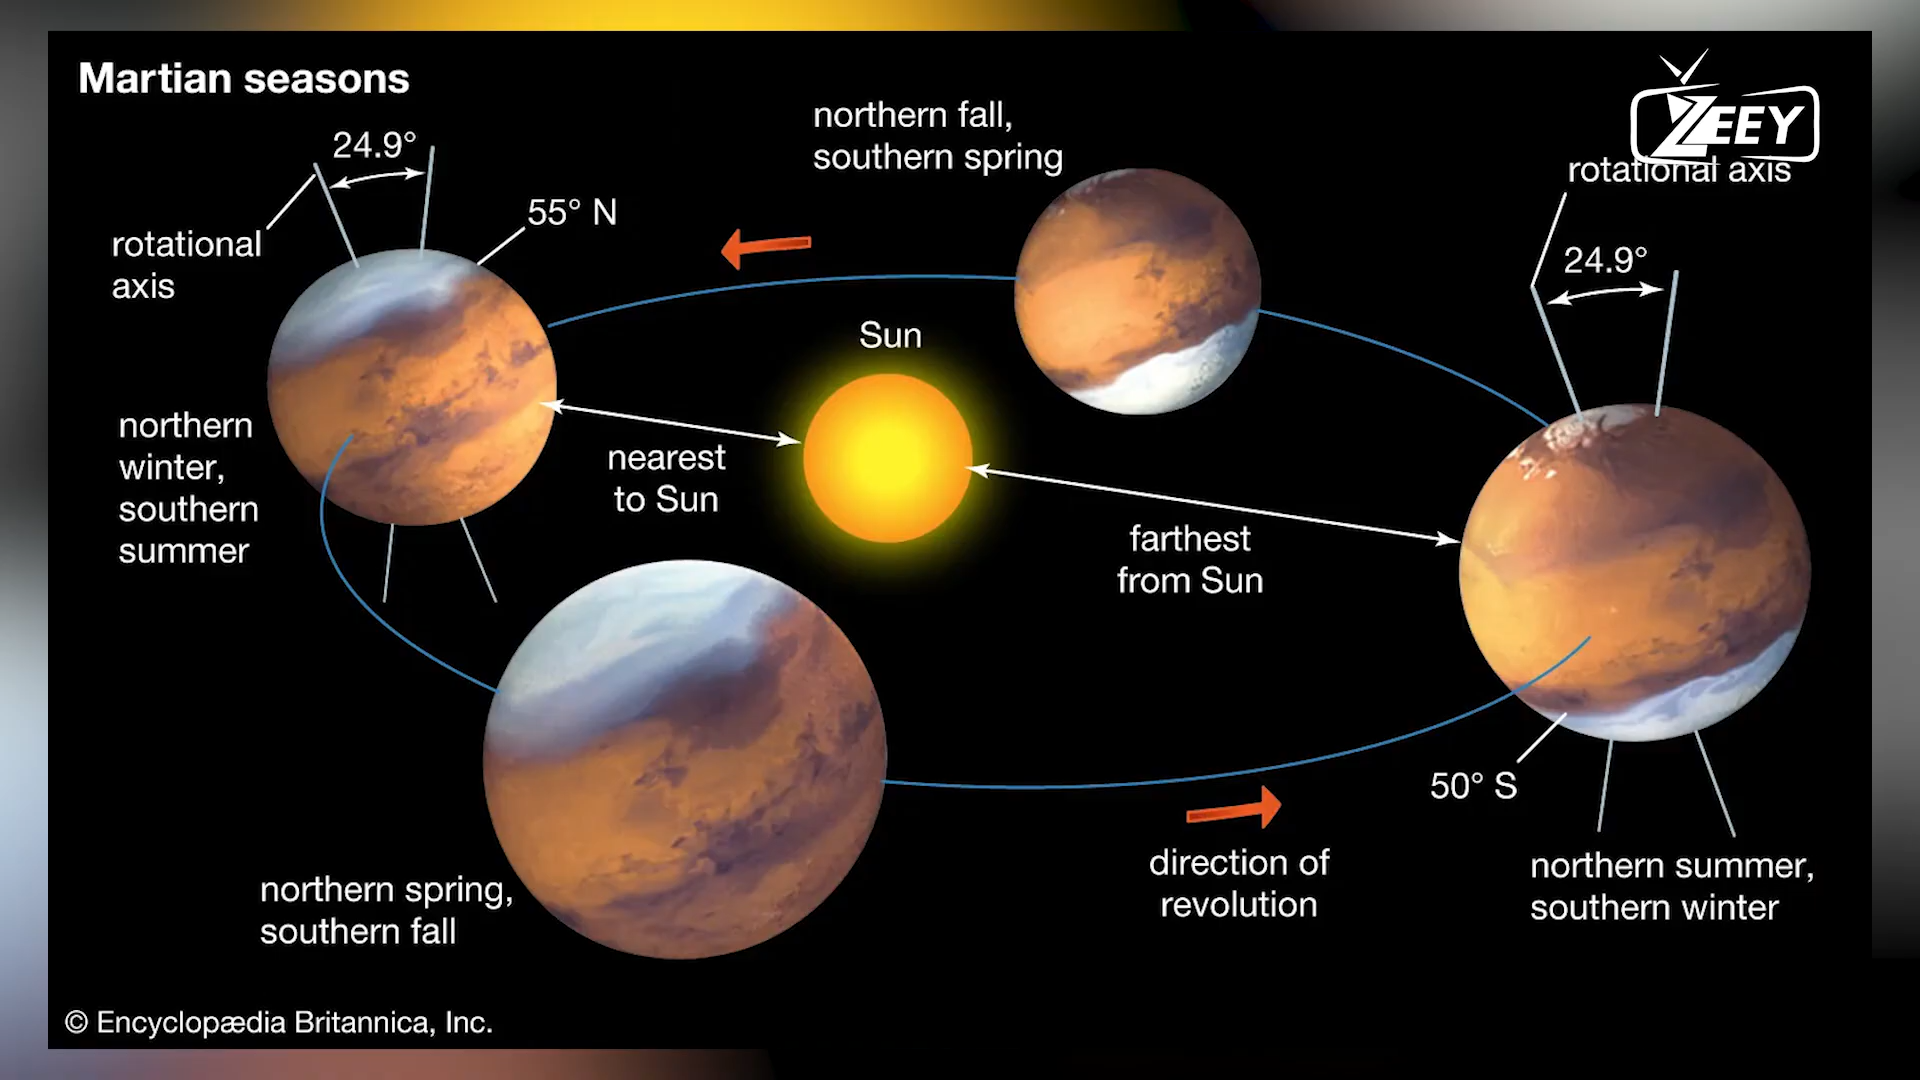 Martian seasons
ZEEY
24.9°
rotational
axis
55° N
northern fall,
southern spring
rotational axis
24.9°
Sun
northern
winter,
southern
summer
nearest
to Sun
farthest
from Sun
50° S
direction of
revolution
northern summer,
southern winter
northern spring,
southern fall
© Encyclopædia Britannica, Inc.